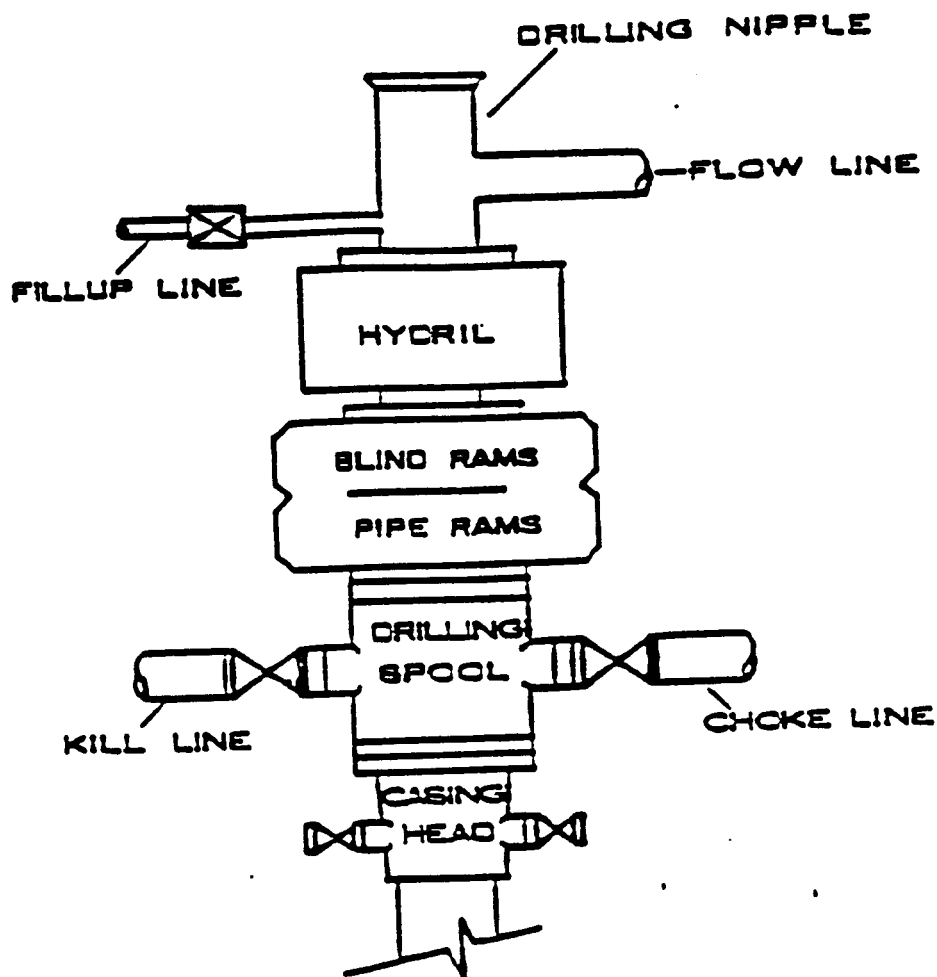 DRILLING NIPPLE
FLOW LINE
FILLUP LINE
HYDRIL
BLIND RAMS
PIPE RAMS
DRILLING
SPOOL
KILL LINE
CHOKE LINE
CASING
HEAD